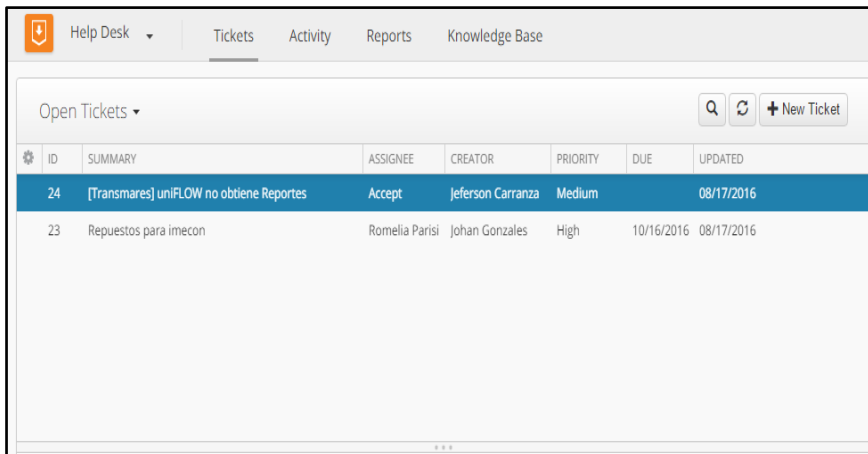 Help Desk Tickets Activity Reports Knowledge Base
Open Tickets New Ticket
ID SUMMARY ASSIGNEE CREATOR PRIORITY DUE UPDATED
24 [Transmares] uniFLOW no obtiene Reportes Accept Jeferson Carranza Medium 08/17/2016
23 Repuestos para imecon Romelia Parisi Johan Gonzales High 10/16/2016 08/17/2016